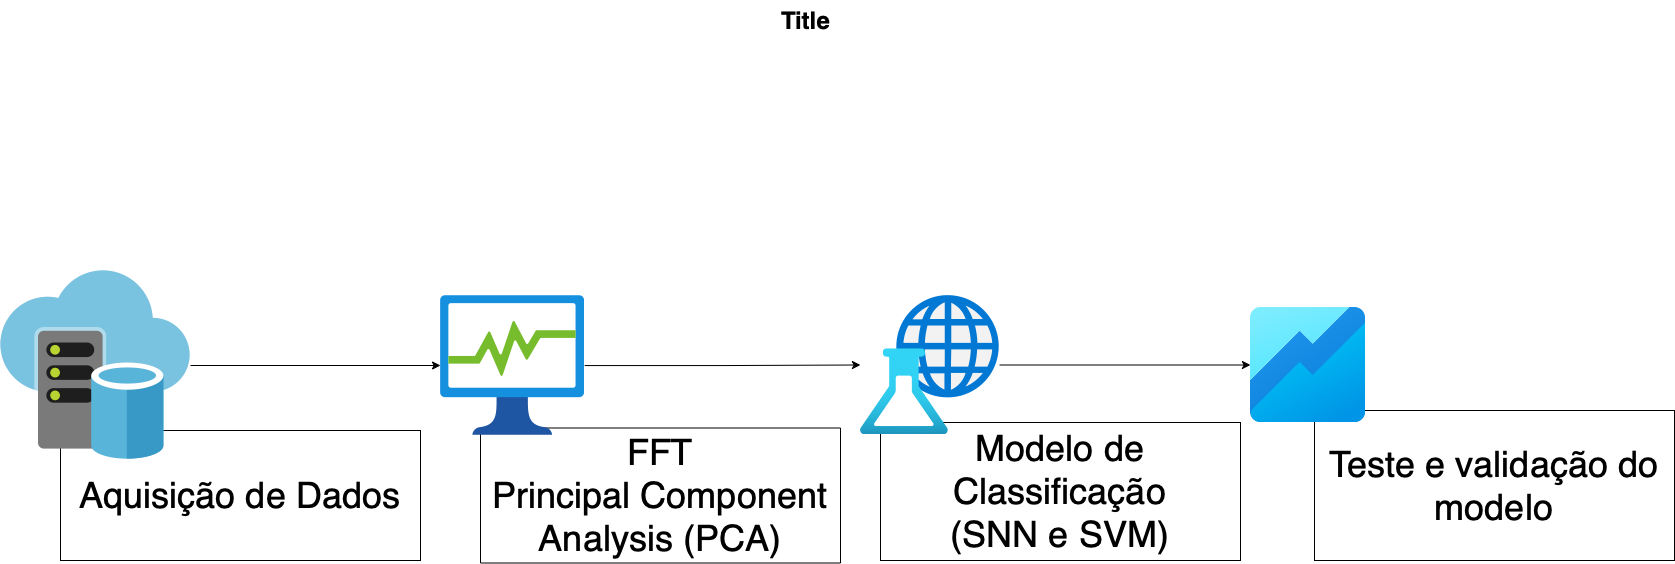 Title
Aquisição de Dados
FFT
Principal Component
Analysis (PCA)
Modelo de
Classificação
(SNN e SVM)
Teste e validação do
modelo